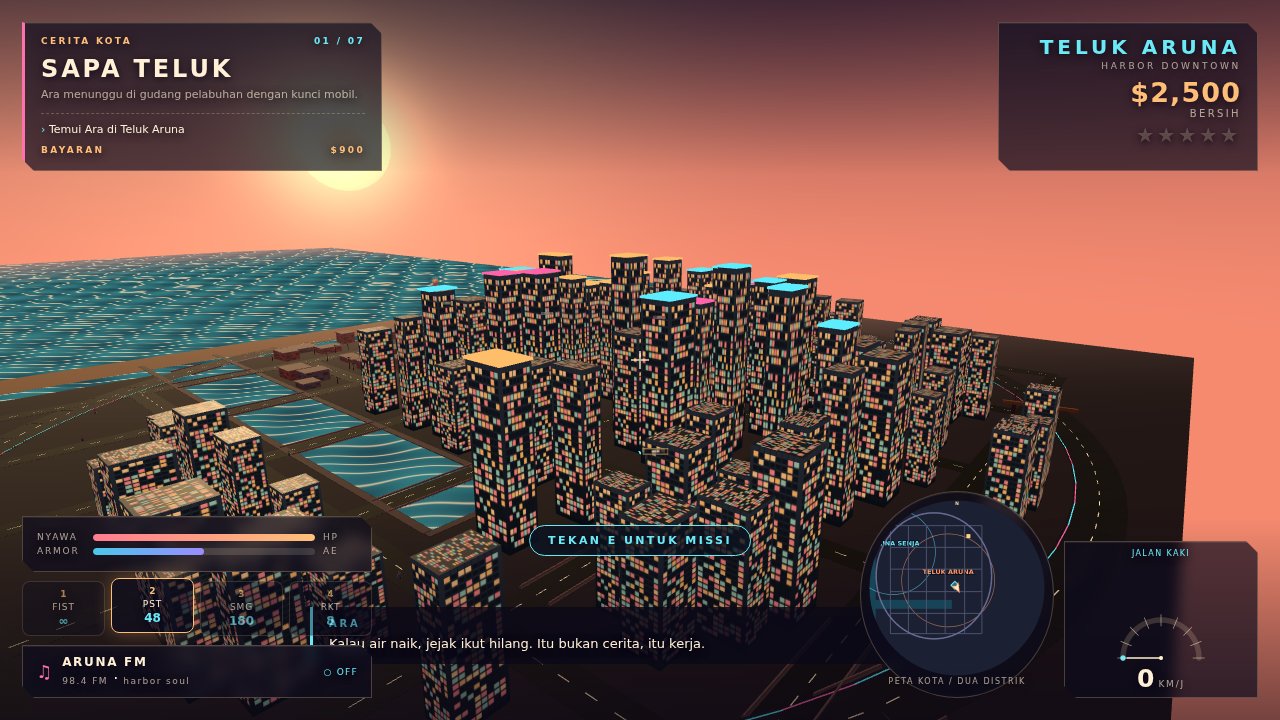 CERITA KOTA 01 / 07
SAPA TELUK
Ara menunggu di gudang pelabuhan dengan kunci mobil.
› Temui Ara di Teluk Aruna
BAYARAN $900
TELUK ARUNA
HARBOR DOWNTOWN
$2,500
BERSIH
★★★★★
TEKAN E UNTUK MISSI
NYAWA HP
ARMOR AE
1 2 3 4
FIST PST SMG RKT
∞ 48 180 8
ARA
Kalau air naik, jejak ikut hilang. Itu bukan cerita, itu kerja.
♫ ARUNA FM
98.4 FM · harbor soul
○ OFF
N
NA SENJA
TELUK ARUNA
PETA KOTA / DUA DISTRIK
JALAN KAKI
0 KM/J